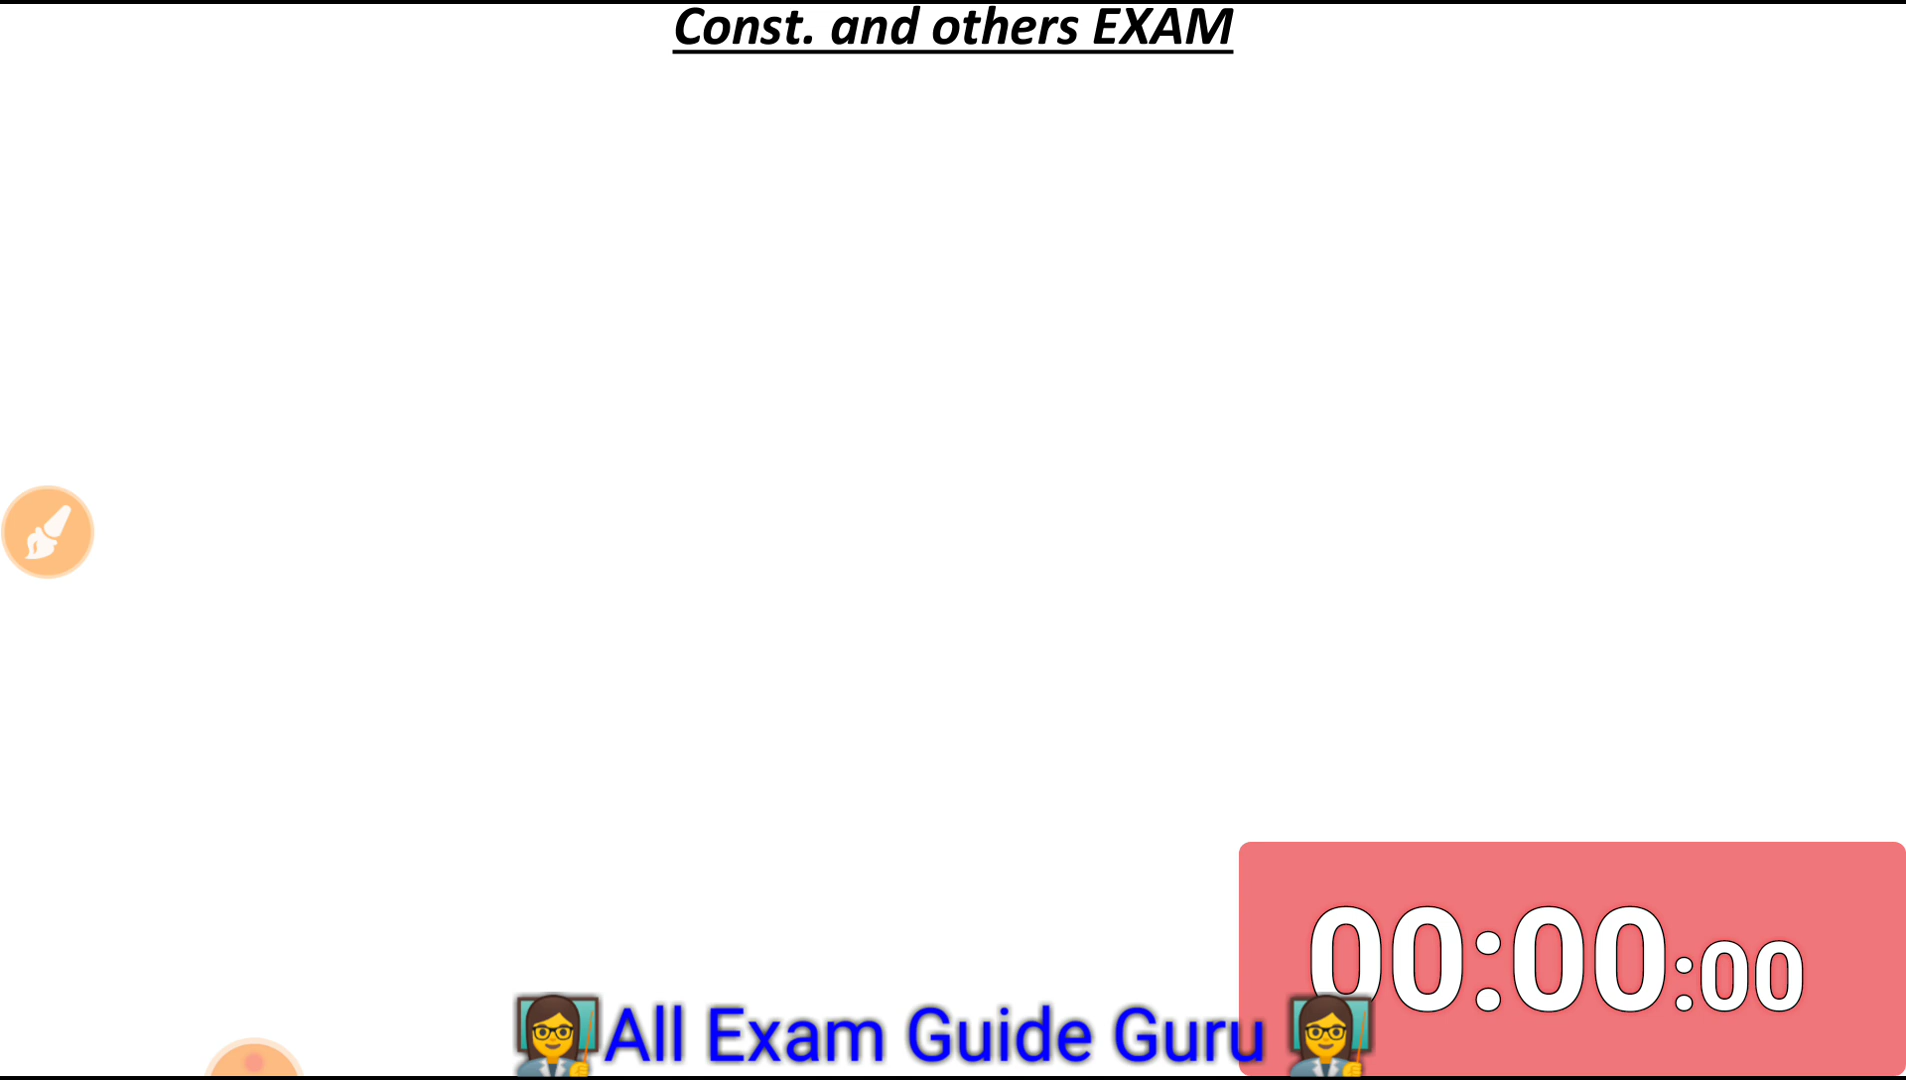 Const. and others EXAM
00:00:00
👩‍🏫All Exam Guide Guru 👩‍🏫